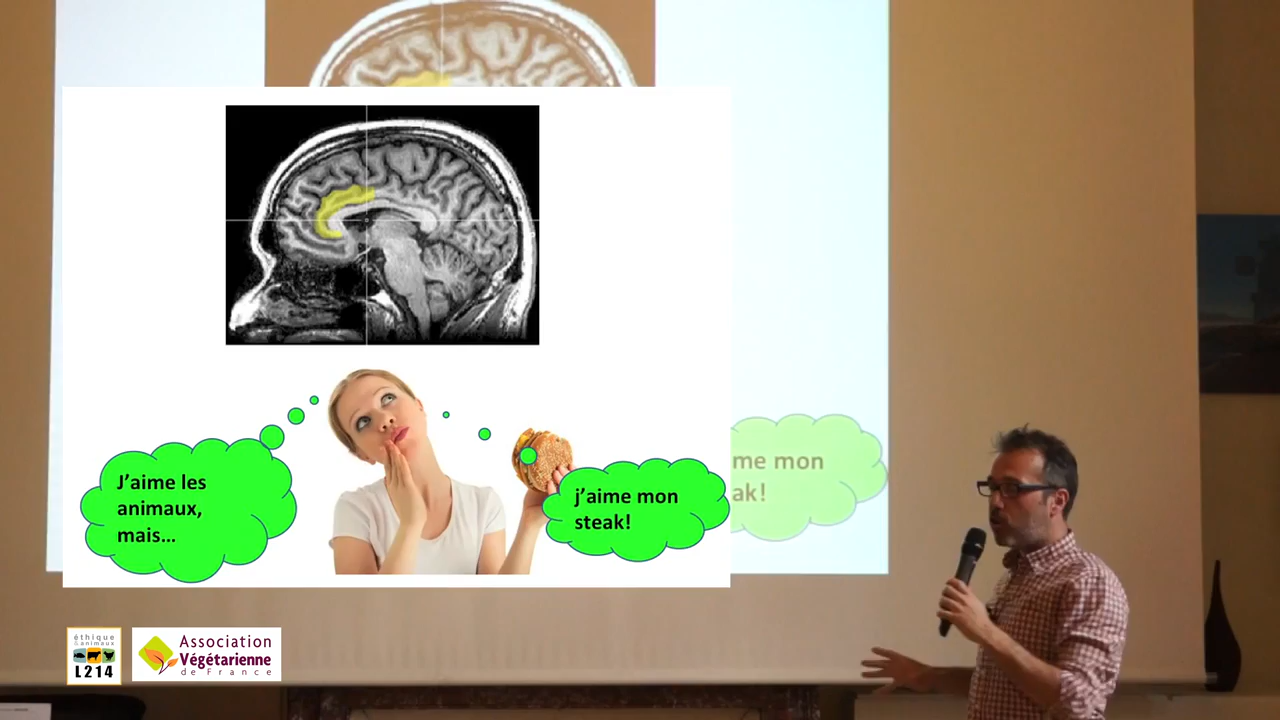 J'aime les
animaux,
mais...
j'aime mon
steak!
me mon
ak!
éthique
& animaux
L214
Association
Végétarienne
de France